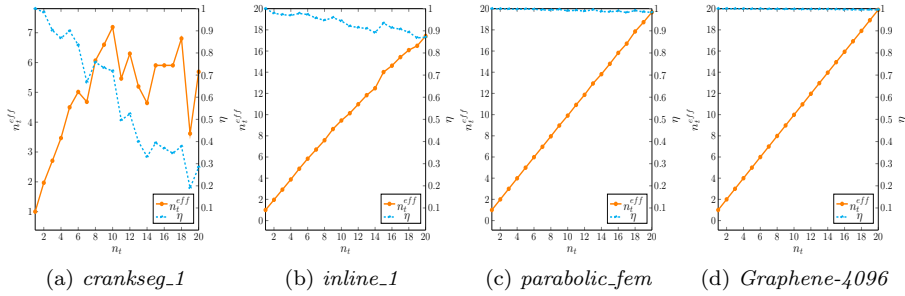 7
6
5
4
3
2
1
2 4 6 8 10 12 14 16 18 20
1
0.9
0.8
0.7
0.6
0.5
0.4
0.3
0.2
0.1
n_t^{eff}
η
n_t
n_t^{eff}
η
(a) crankseg_1
20
18
16
14
12
10
8
6
4
2
0
2 4 6 8 10 12 14 16 18 20
1
0.9
0.8
0.7
0.6
0.5
0.4
0.3
0.2
0.1
n_t^{eff}
η
n_t
n_t^{eff}
η
(b) inline_1
20
18
16
14
12
10
8
6
4
2
0
2 4 6 8 10 12 14 16 18 20
1
0.9
0.8
0.7
0.6
0.5
0.4
0.3
0.2
0.1
n_t^{eff}
η
n_t
n_t^{eff}
η
(c) parabolic_fem
20
18
16
14
12
10
8
6
4
2
0
2 4 6 8 10 12 14 16 18 20
1
0.9
0.8
0.7
0.6
0.5
0.4
0.3
0.2
0.1
n_t^{eff}
η
n_t
n_t^{eff}
η
(d) Graphene-4096